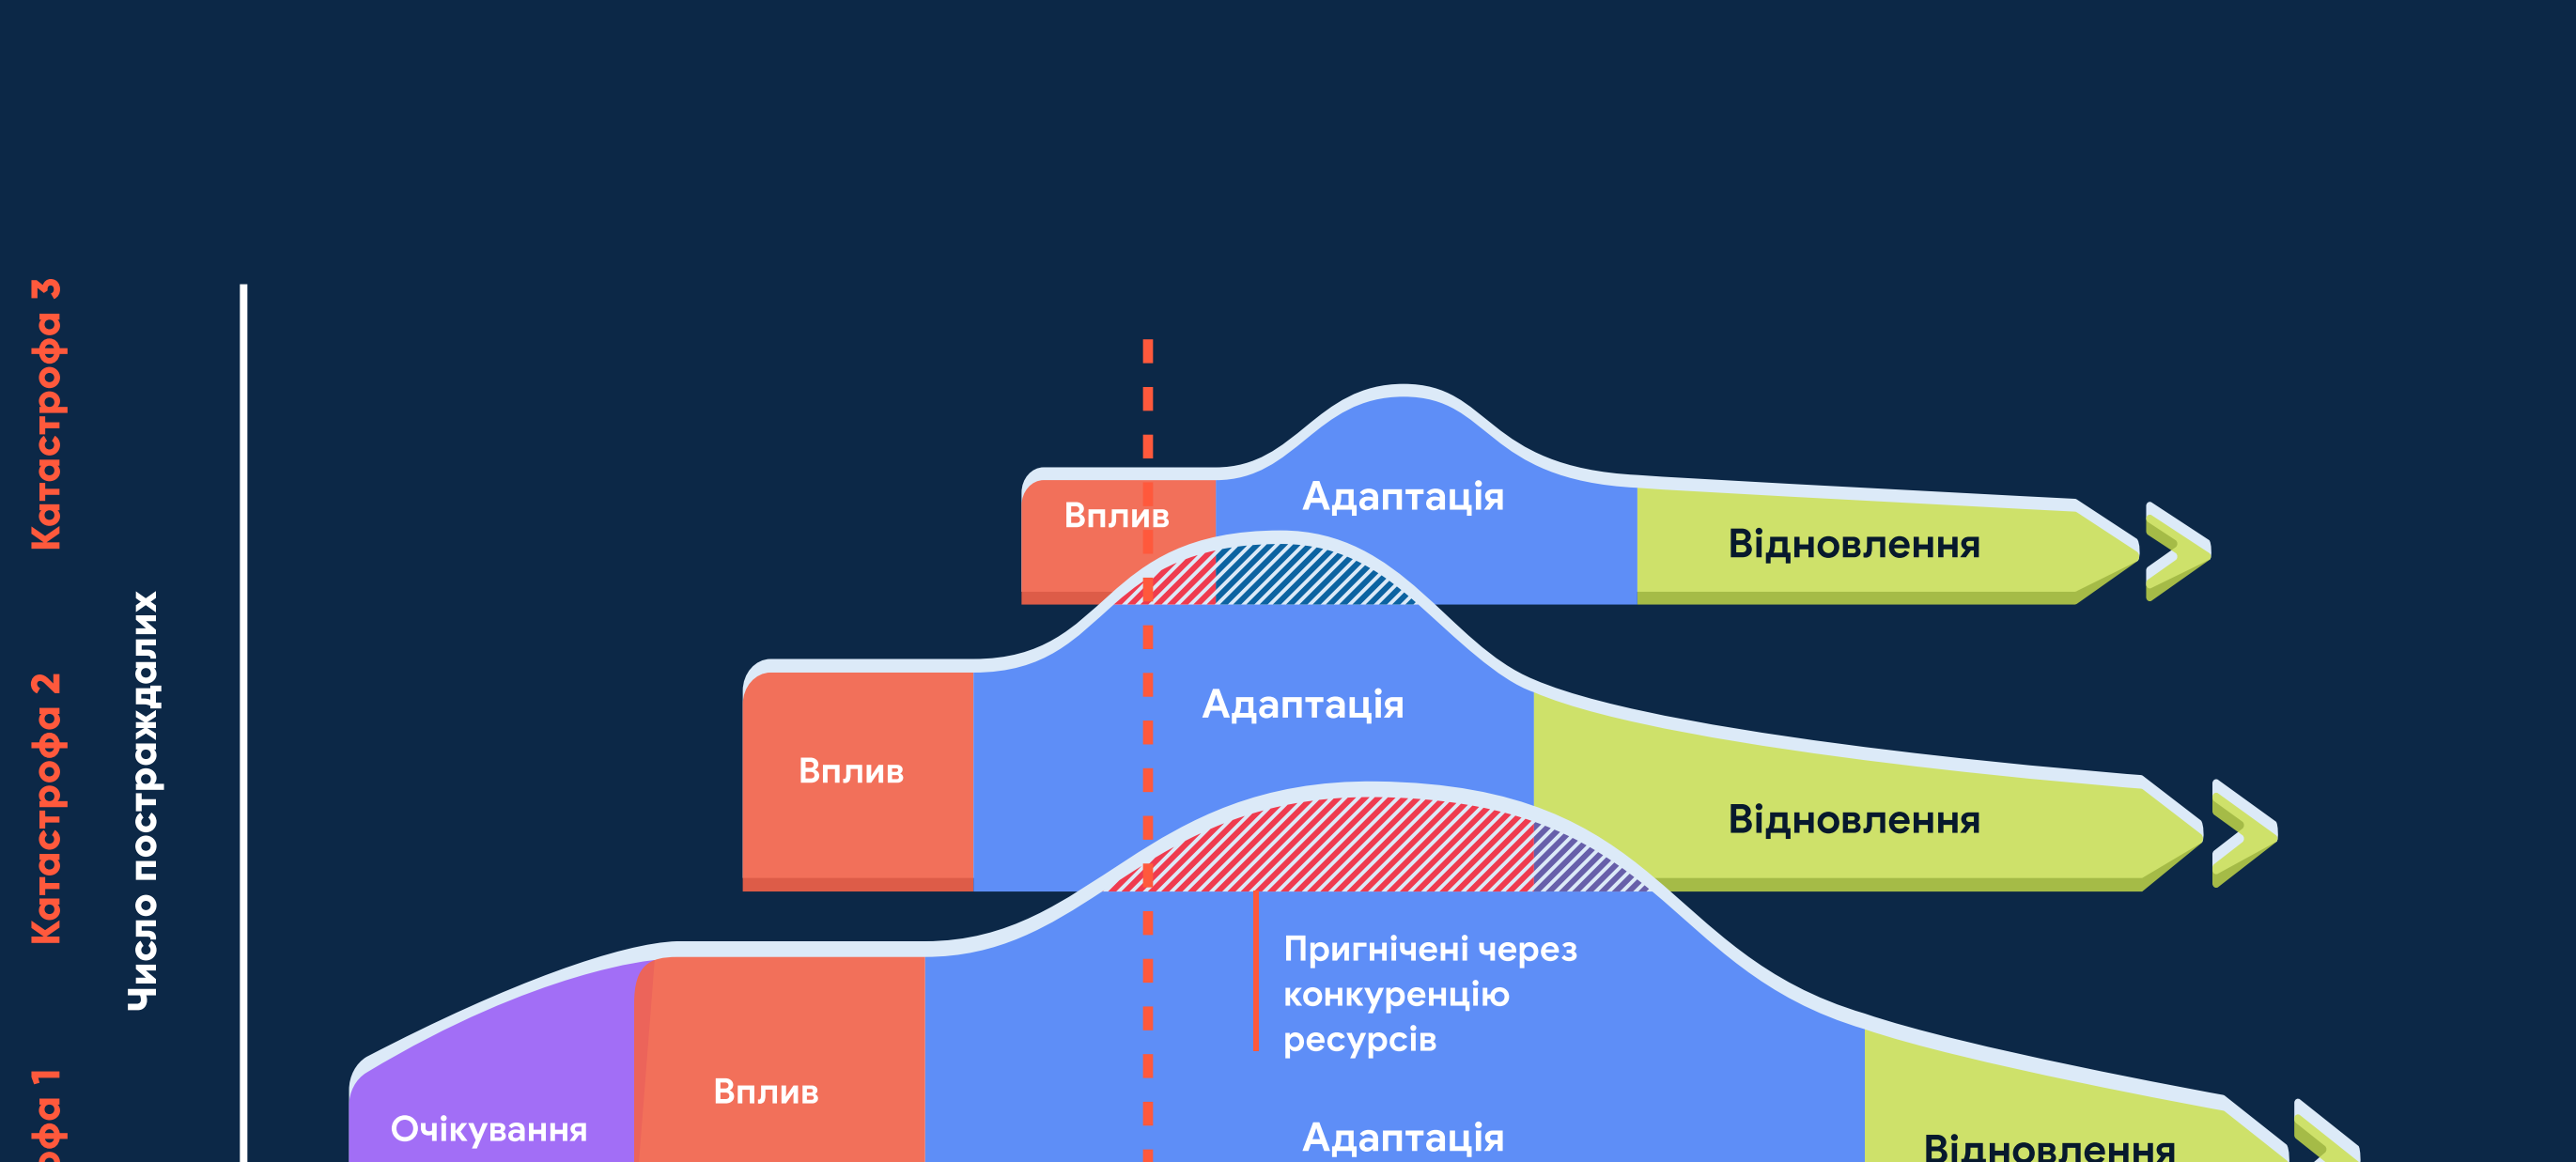 Катастрофа 3
Катастрофа 2
Число постраждалих
Вплив
Адаптація
Відновлення
Вплив
Адаптація
Відновлення
Пригнічені через
конкуренцію
ресурсів
Очікування
Вплив
Адаптація
Відновлення